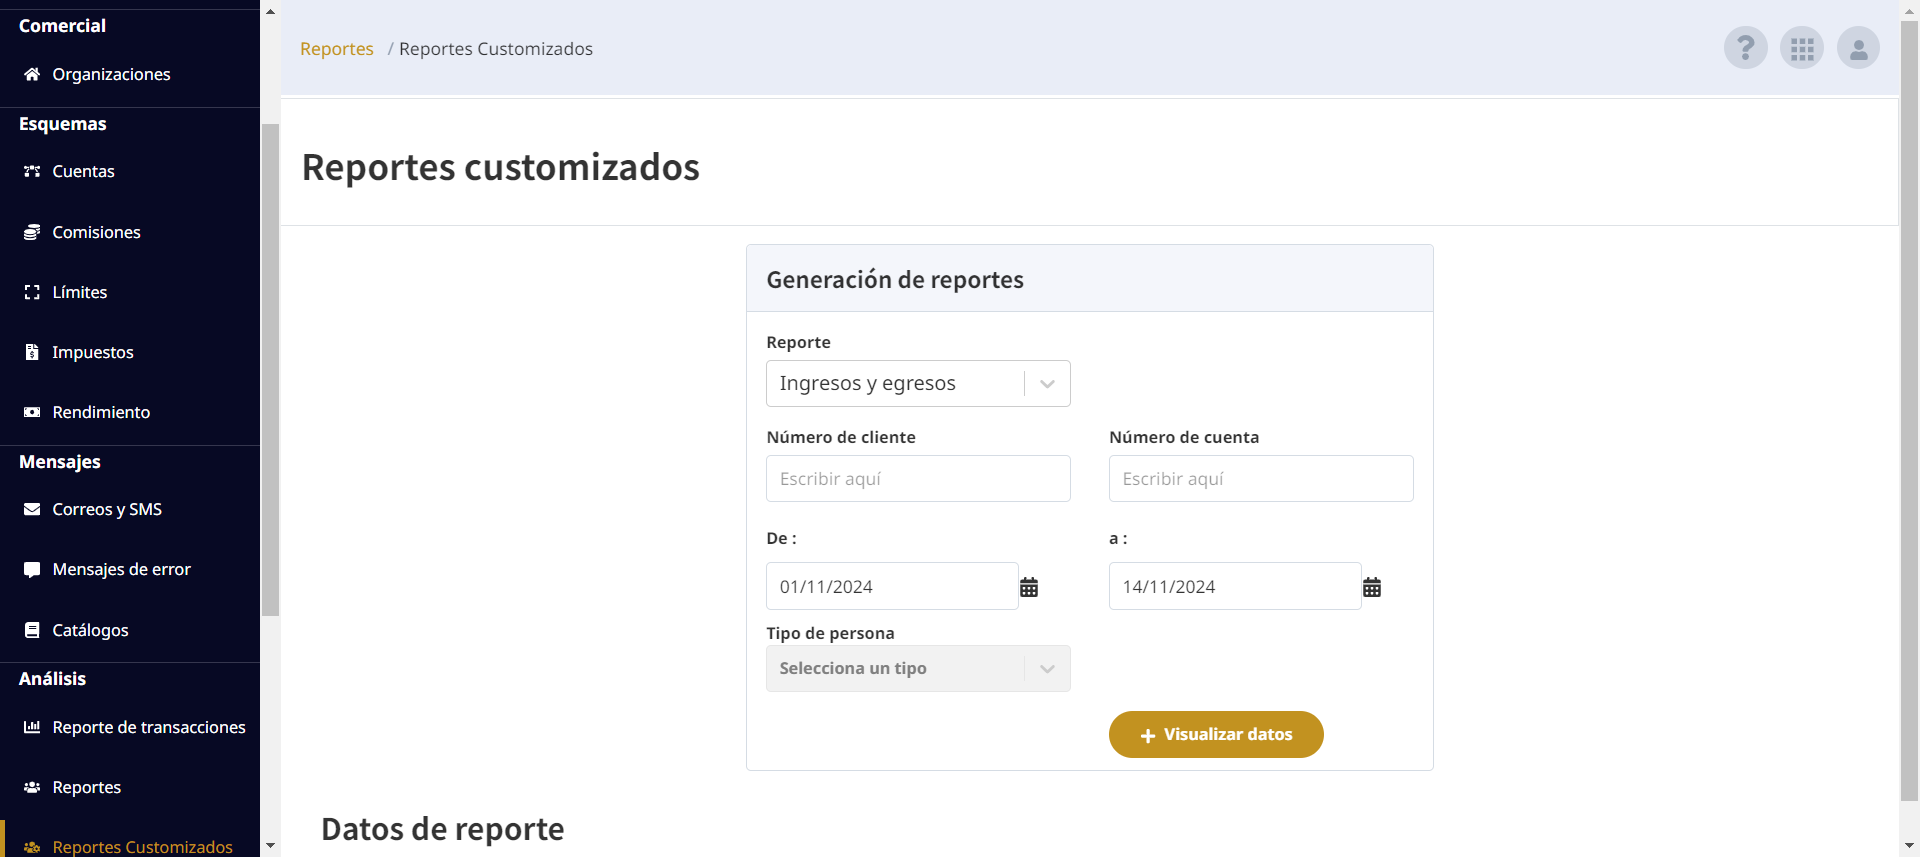 Comercial
Organizaciones
Esquemas
Cuentas
Comisiones
Límites
Impuestos
Rendimiento
Mensajes
Correos y SMS
Mensajes de error
Catálogos
Análisis
Reporte de transacciones
Reportes
Reportes Customizados
Reportes / Reportes Customizados
?
Reportes customizados
Generación de reportes
Reporte
Ingresos y egresos
Número de cliente
Número de cuenta
Escribir aquí
Escribir aquí
De :
a :
01/11/2024
14/11/2024
Tipo de persona
Selecciona un tipo
+ Visualizar datos
Datos de reporte